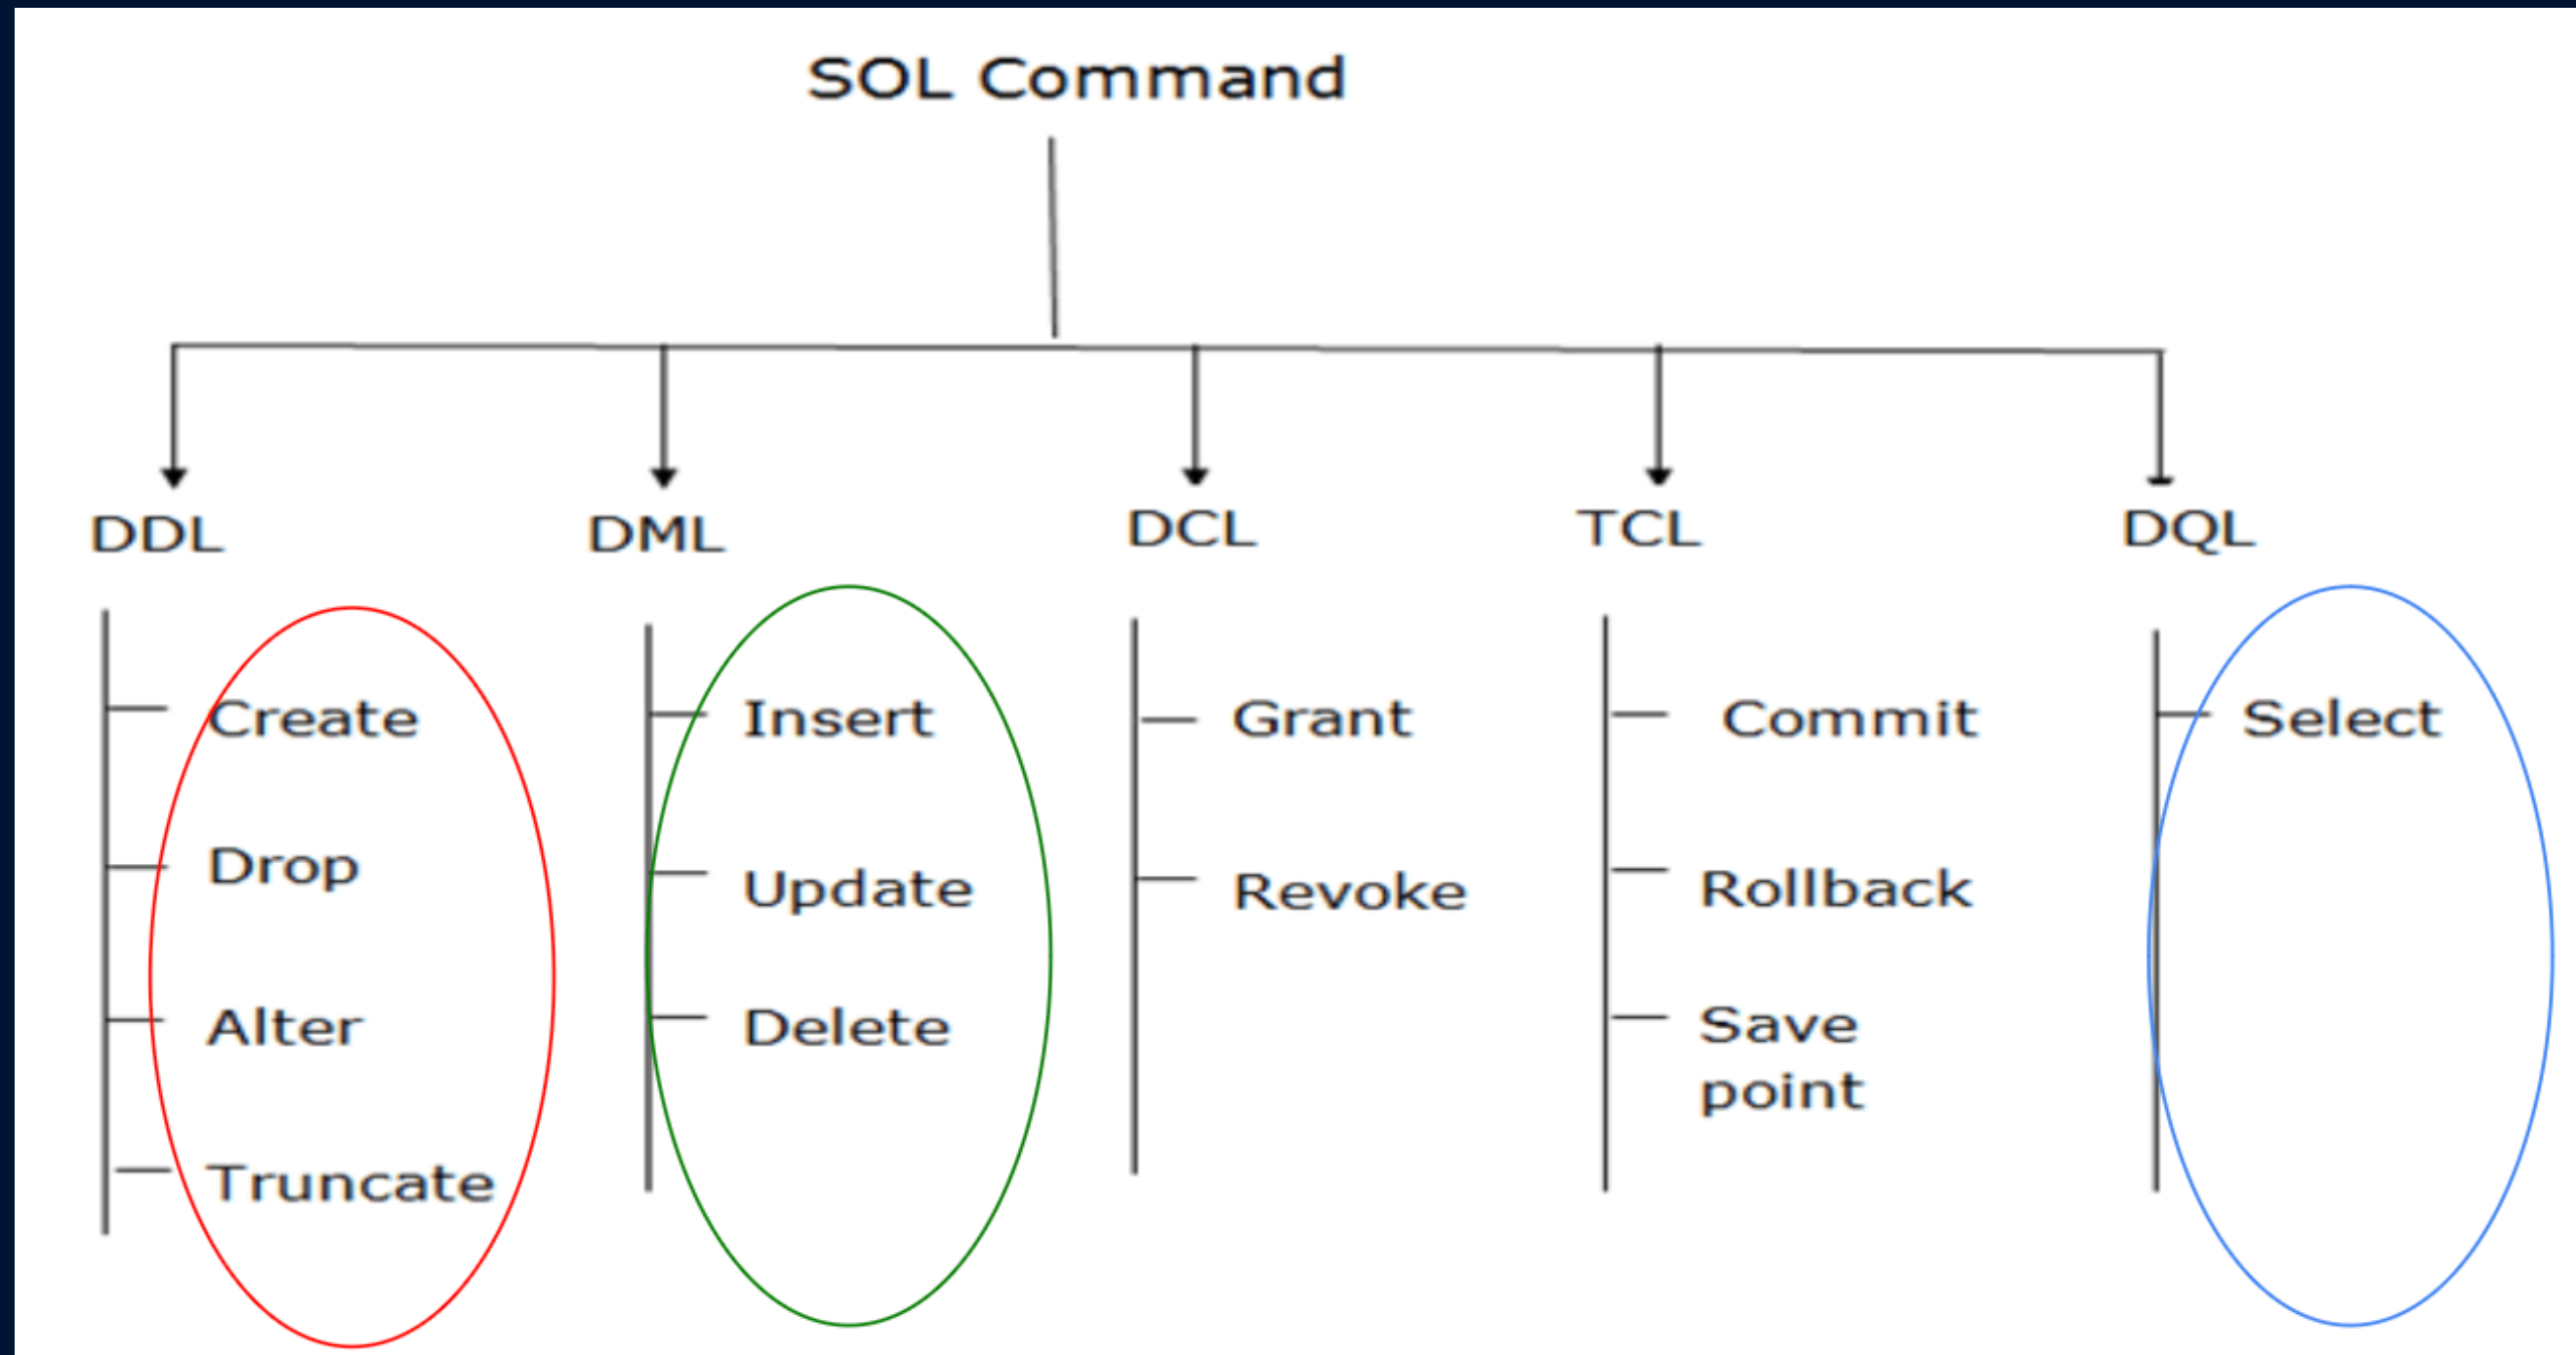 SOL Command
DDL
DML
DCL
TCL
DQL
Create
Drop
Alter
Truncate
Insert
Update
Delete
Grant
Revoke
Commit
Rollback
Save
point
Select